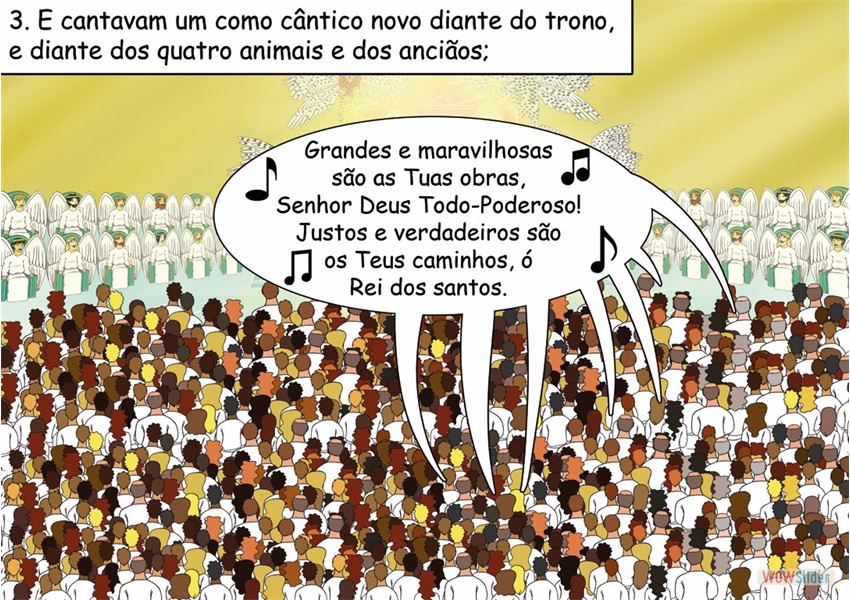 3. E cantavam um como cântico novo diante do trono,
e diante dos quatro animais e dos anciãos;
Grandes e maravilhosas
são as Tuas obras,
Senhor Deus Todo-Poderoso!
Justos e verdadeiros são
os Teus caminhos, ó
Rei dos santos.
WOWSlider